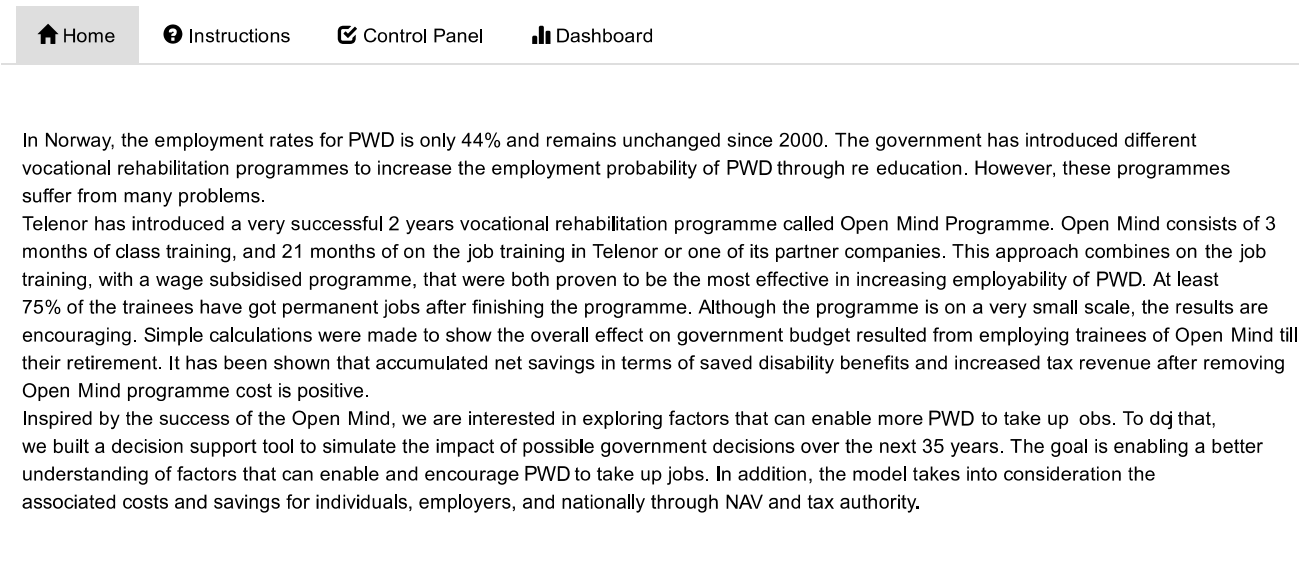 Home Instructions Control Panel Dashboard
In Norway, the employment rates for PWD is only 44% and remains unchanged since 2000. The government has introduced different
vocational rehabilitation programmes to increase the employment probability of PWD through re education. However, these programmes
suffer from many problems.
Telenor has introduced a very successful 2 years vocational rehabilitation programme called Open Mind Programme. Open Mind consists of 3
months of class training, and 21 months of on the job training in Telenor or one of its partner companies. This approach combines on the job
training, with a wage subsidised programme, that were both proven to be the most effective in increasing employability of PWD. At least
75% of the trainees have got permanent jobs after finishing the programme. Although the programme is on a very small scale, the results are
encouraging. Simple calculations were made to show the overall effect on government budget resulted from employing trainees of Open Mind till
their retirement. It has been shown that accumulated net savings in terms of saved disability benefits and increased tax revenue after removing
Open Mind programme cost is positive.
Inspired by the success of the Open Mind, we are interested in exploring factors that can enable more PWD to take up obs. To doj that,
we built a decision support tool to simulate the impact of possible government decisions over the next 35 years. The goal is enabling a better
understanding of factors that can enable and encourage PWD to take up jobs. In addition, the model takes into consideration the
associated costs and savings for individuals, employers, and nationally through NAV and tax authority.